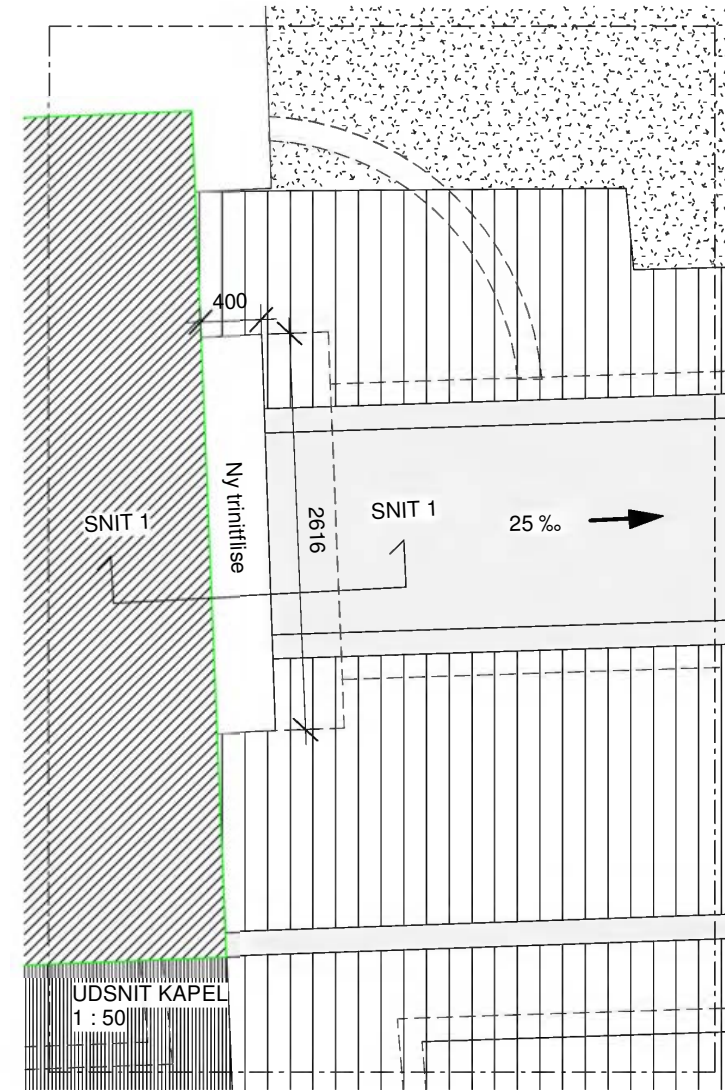 400
Ny trinitflise
2616
SNIT 1
SNIT 1
25 ‰
UDSNIT KAPEL
1 : 50